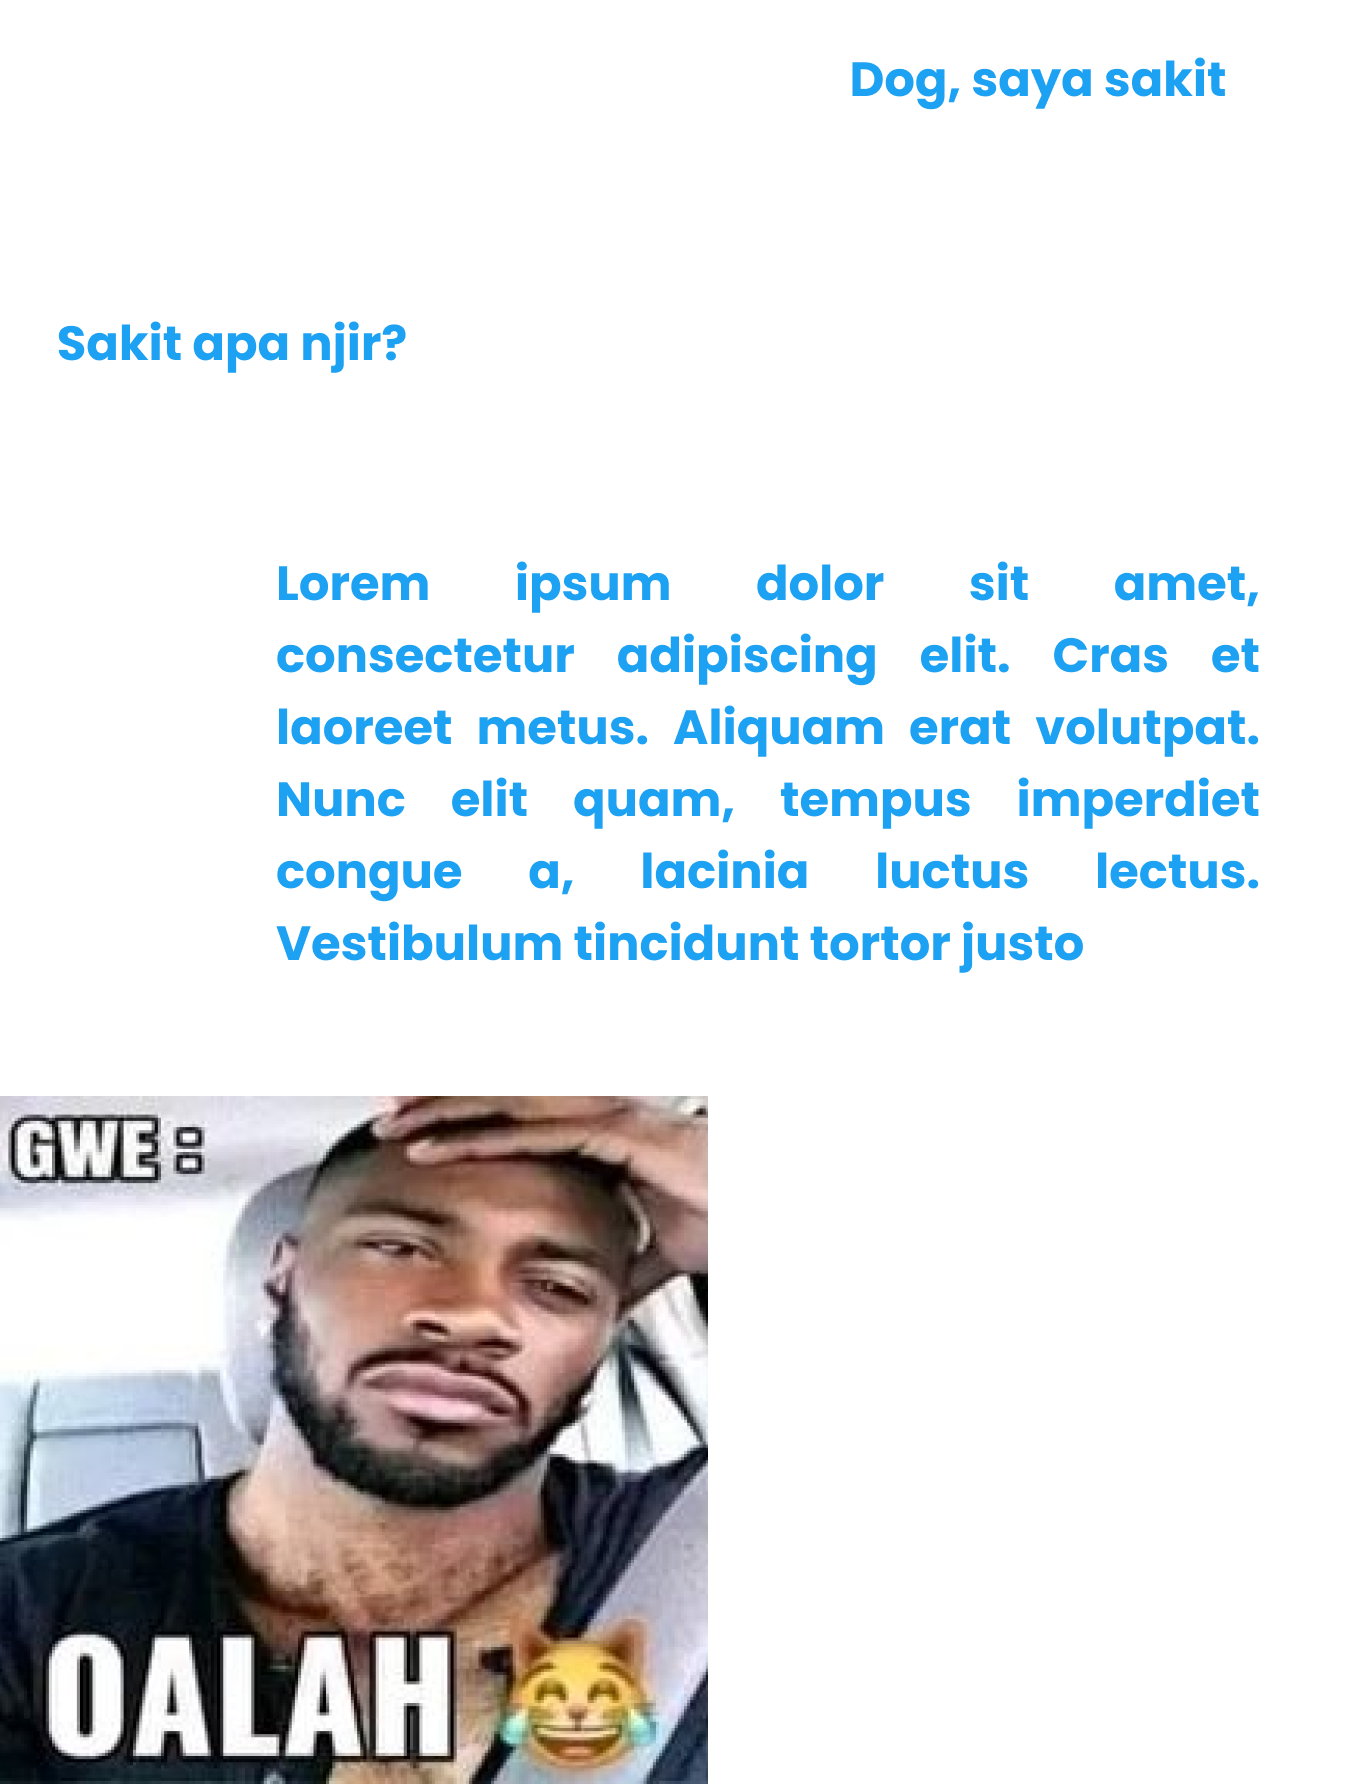 Dog, saya sakit
Sakit apa njir?
Lorem ipsum dolor sit amet,
consectetur adipiscing elit. Cras et
laoreet metus. Aliquam erat volutpat.
Nunc elit quam, tempus imperdiet
congue a, lacinia luctus lectus.
Vestibulum tincidunt tortor justo
GWE :
OALAH 😹